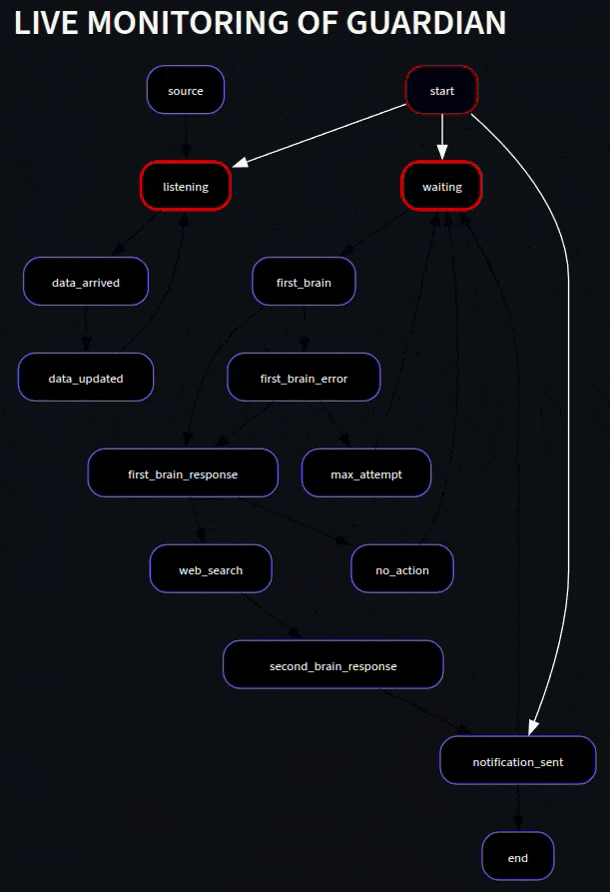 LIVE MONITORING OF GUARDIAN
source
start
listening
waiting
data_arrived
first_brain
data_updated
first_brain_error
first_brain_response
max_attempt
web_search
no_action
second_brain_response
notification_sent
end